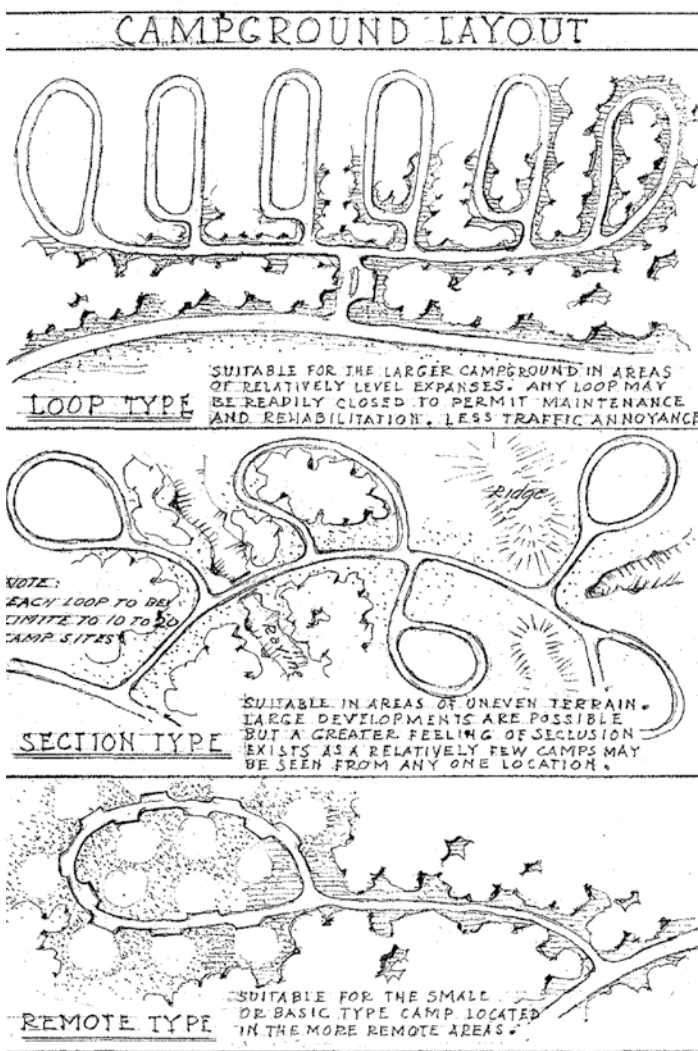 CAMPGROUND LAYOUT
SUITABLE FOR THE LARGER CAMPGROUND IN AREAS
OF RELATIVELY LEVEL EXPANSES. ANY LOOP MAY
BE READILY CLOSED TO PERMIT MAINTENANCE
AND REHABILITATION. LESS TRAFFIC ANNOYANCE
LOOP TYPE
Ridge
NOTE:
EACH LOOP TO BE
LIMITE TO 10 TO 20
CAMP SITES
Ravine
SUITABLE IN AREAS OF UNEVEN TERRAIN.
LARGE DEVELOPMENTS ARE POSSIBLE
BUT A GREATER FEELING OF SECLUSION
EXISTS AS A RELATIVELY FEW CAMPS MAY
BE SEEN FROM ANY ONE LOCATION.
SECTION TYPE
SUITABLE FOR THE SMALL
OR BASIC TYPE CAMP LOCATED
IN THE MORE REMOTE AREAS.
REMOTE TYPE